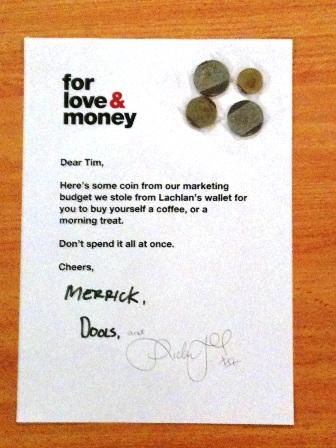 for
love &
money
Dear Tim,
Here's some coin from our marketing
budget we stole from Lachlan's wallet for
you to buy yourself a coffee, or a
morning treat.
Don't spend it all at once.
Cheers,
MERRICK,
DOOLS, and